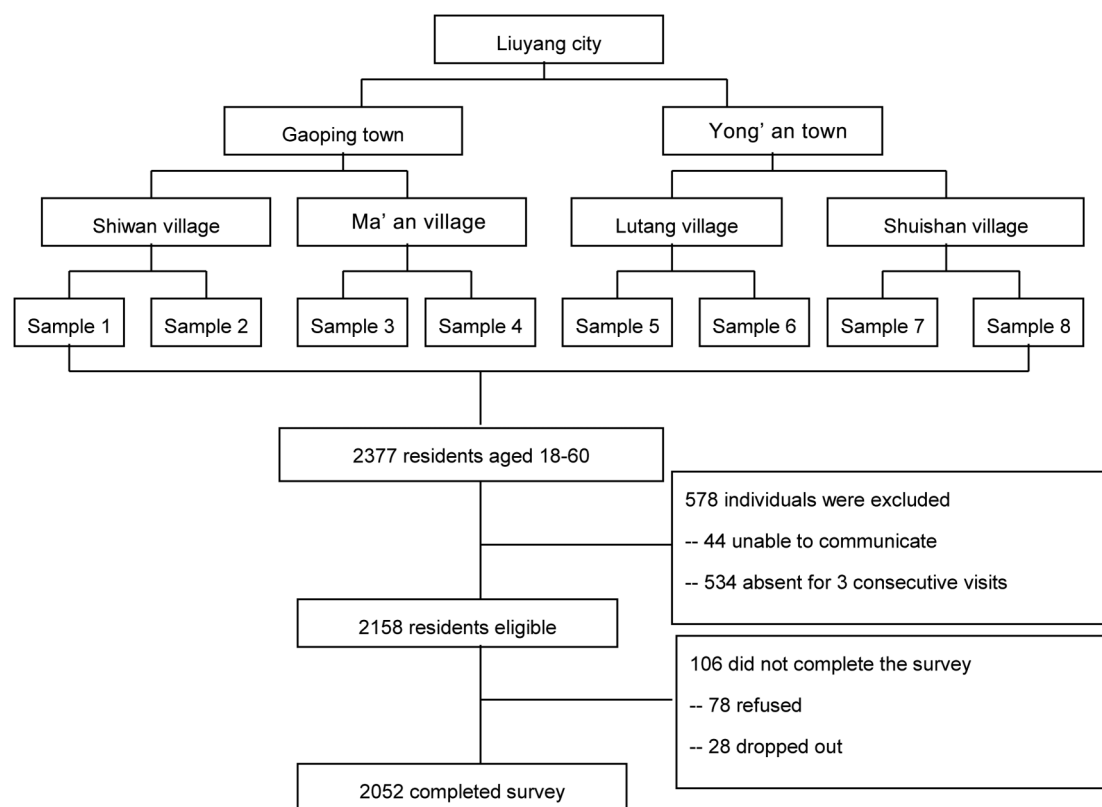 Liuyang city
Gaoping town
Yong’ an town
Shiwan village
Ma’ an village
Lutang village
Shuishan village
Sample 1
Sample 2
Sample 3
Sample 4
Sample 5
Sample 6
Sample 7
Sample 8
2377 residents aged 18-60
578 individuals were excluded
-- 44 unable to communicate
-- 534 absent for 3 consecutive visits
2158 residents eligible
106 did not complete the survey
-- 78 refused
-- 28 dropped out
2052 completed survey